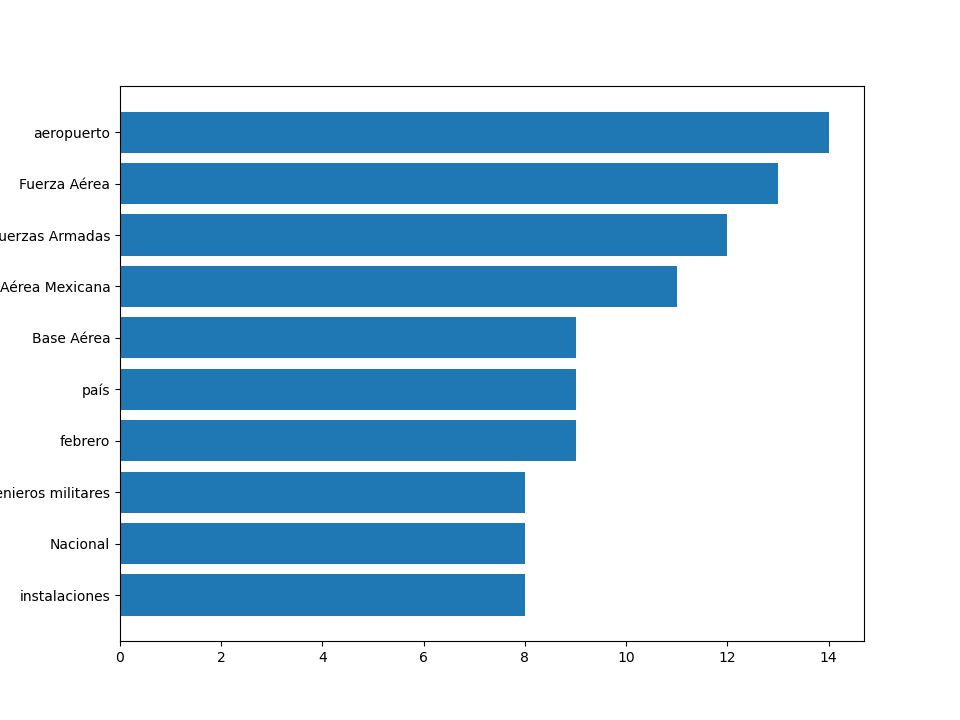 aeropuerto
Fuerza Aérea
uerzas Armadas
Aérea Mexicana
Base Aérea
país
febrero
enieros militares
Nacional
instalaciones
0 2 4 6 8 10 12 14